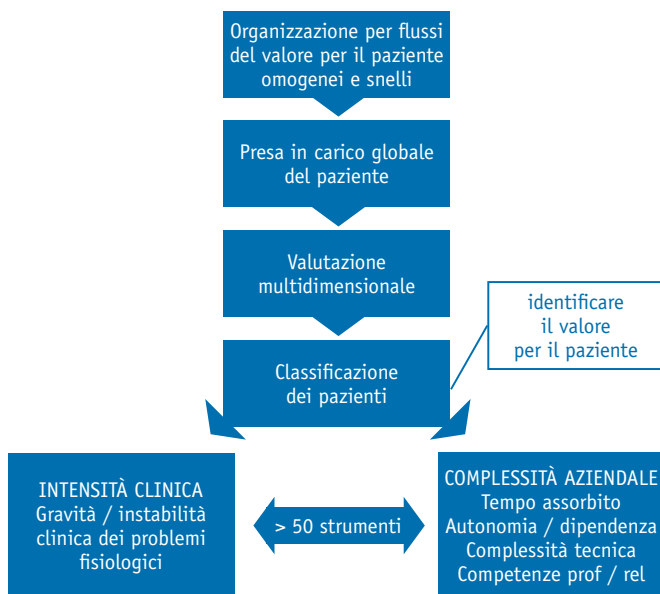 Organizzazione per flussi
del valore per il paziente
omogenei e snelli
Presa in carico globale
del paziente
Valutazione
multidimensionale
identificare
il valore
per il paziente
Classificazione
dei pazienti
INTENSITÀ CLINICA
Gravità / instabilità
clinica dei problemi
fisiologici
> 50 strumenti
COMPLESSITÀ AZIENDALE
Tempo assorbito
Autonomia / dipendenza
Complessità tecnica
Competenze prof / rel